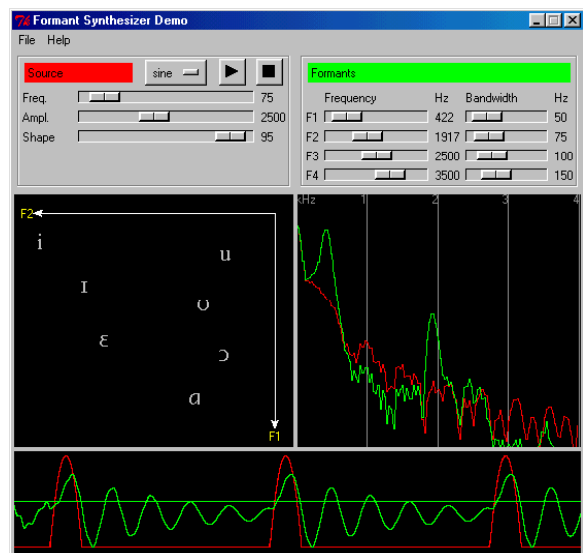 Formant Synthesizer Demo
File Help
Source sine
Freq. 75
Ampl. 2500
Shape 95
Formants
Frequency Hz Bandwidth Hz
F1 422 50
F2 1917 75
F3 2500 100
F4 3500 150
F2
i
u
ɪ
ʊ
ɛ
ɔ
ɑ
F1
kHz 1 2 3 4